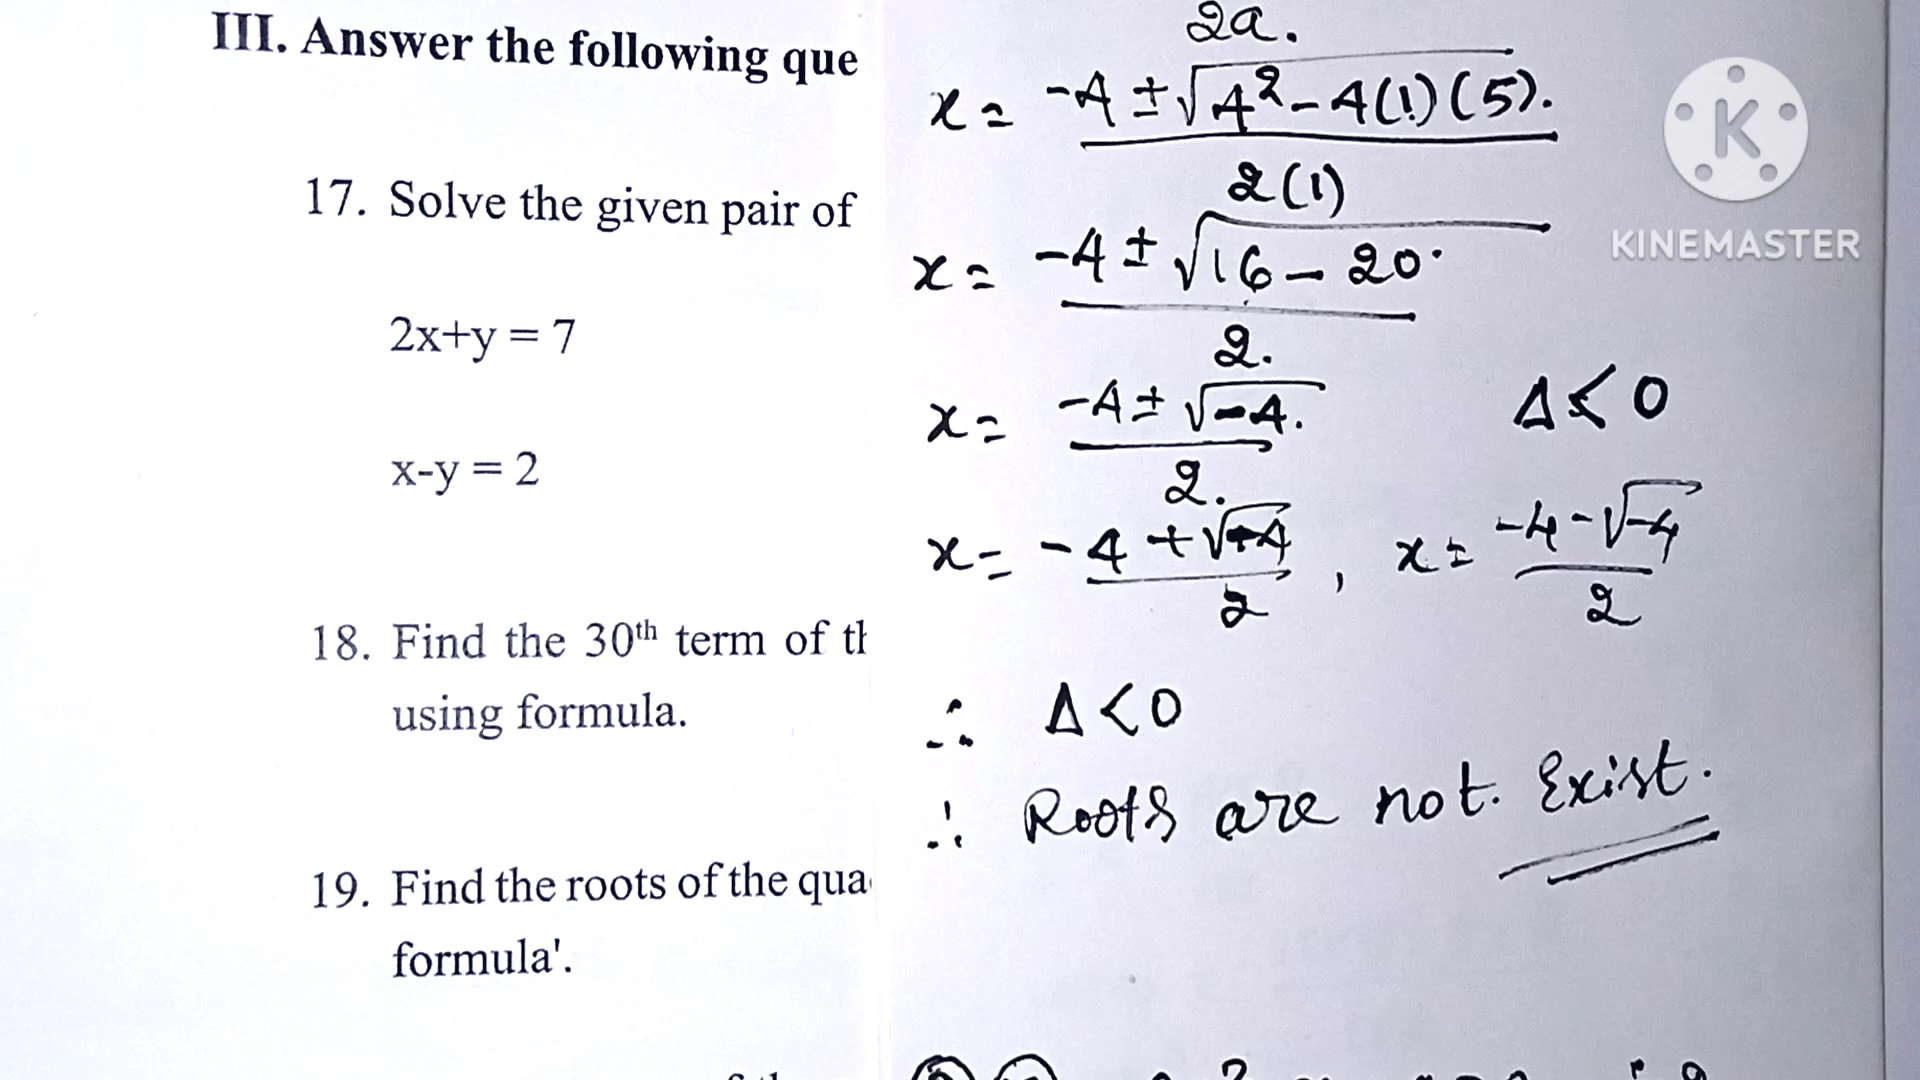 III. Answer the following que
17. Solve the given pair of
2x+y = 7
x-y = 2
18. Find the 30th term of th
using formula.
19. Find the roots of the qua
formula'.
2a.
x = -4 ± √4² - 4(1)(5).
2(1)
x = -4 ± √16 - 20
2.
x = -4 ± √-4.
2.
Δ < 0
x = -4 + √-4 , x = -4 - √-4
2 2
∴ Δ < 0
∴ Roots are not. Exist.
K
KINEMASTER